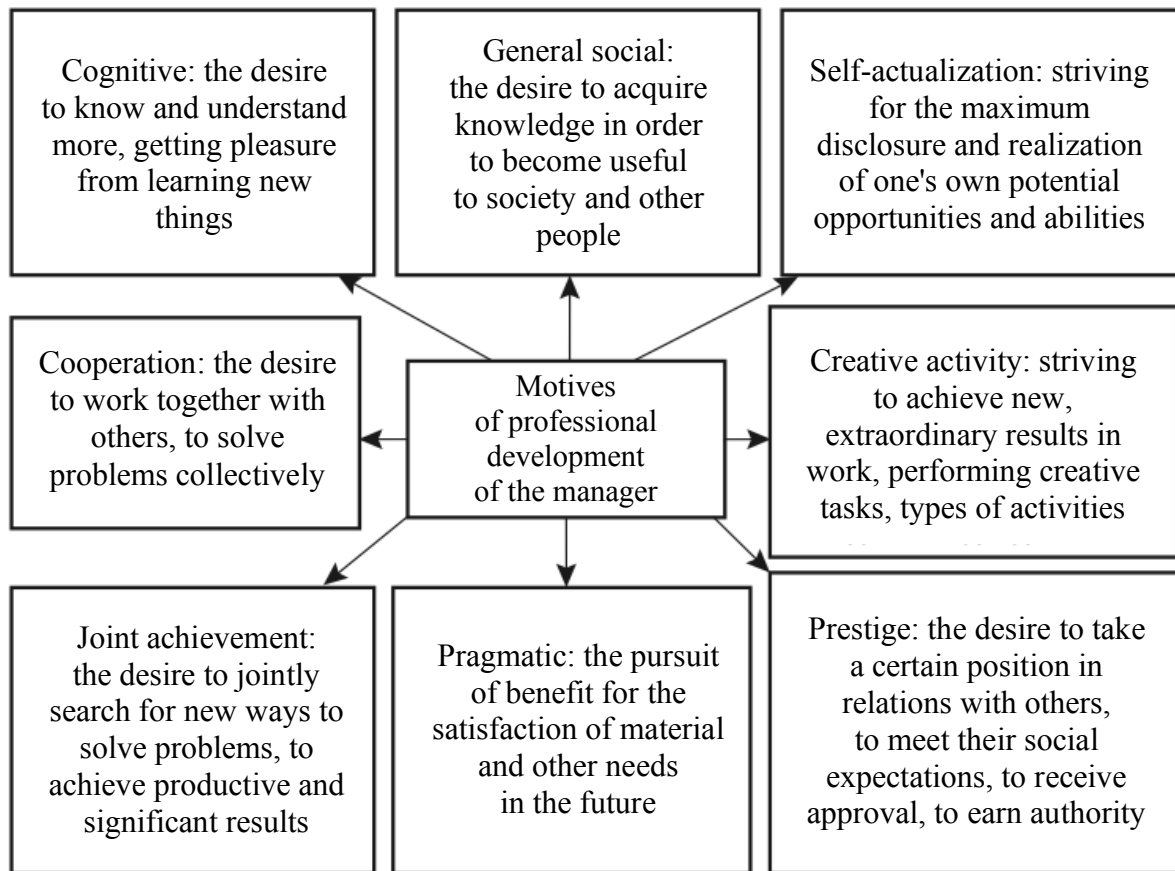 Cognitive: the desire
to know and understand
more, getting pleasure
from learning new
things
General social:
the desire to acquire
knowledge in order
to become useful
to society and other
people
Self-actualization: striving
for the maximum
disclosure and realization
of one's own potential
opportunities and abilities
Cooperation: the desire
to work together with
others, to solve
problems collectively
Motives
of professional
development
of the manager
Creative activity: striving
to achieve new,
extraordinary results in
work, performing creative
tasks, types of activities
Joint achievement:
the desire to jointly
search for new ways to
solve problems, to
achieve productive and
significant results
Pragmatic: the pursuit
of benefit for the
satisfaction of material
and other needs
in the future
Prestige: the desire to take
a certain position in
relations with others,
to meet their social
expectations, to receive
approval, to earn authority